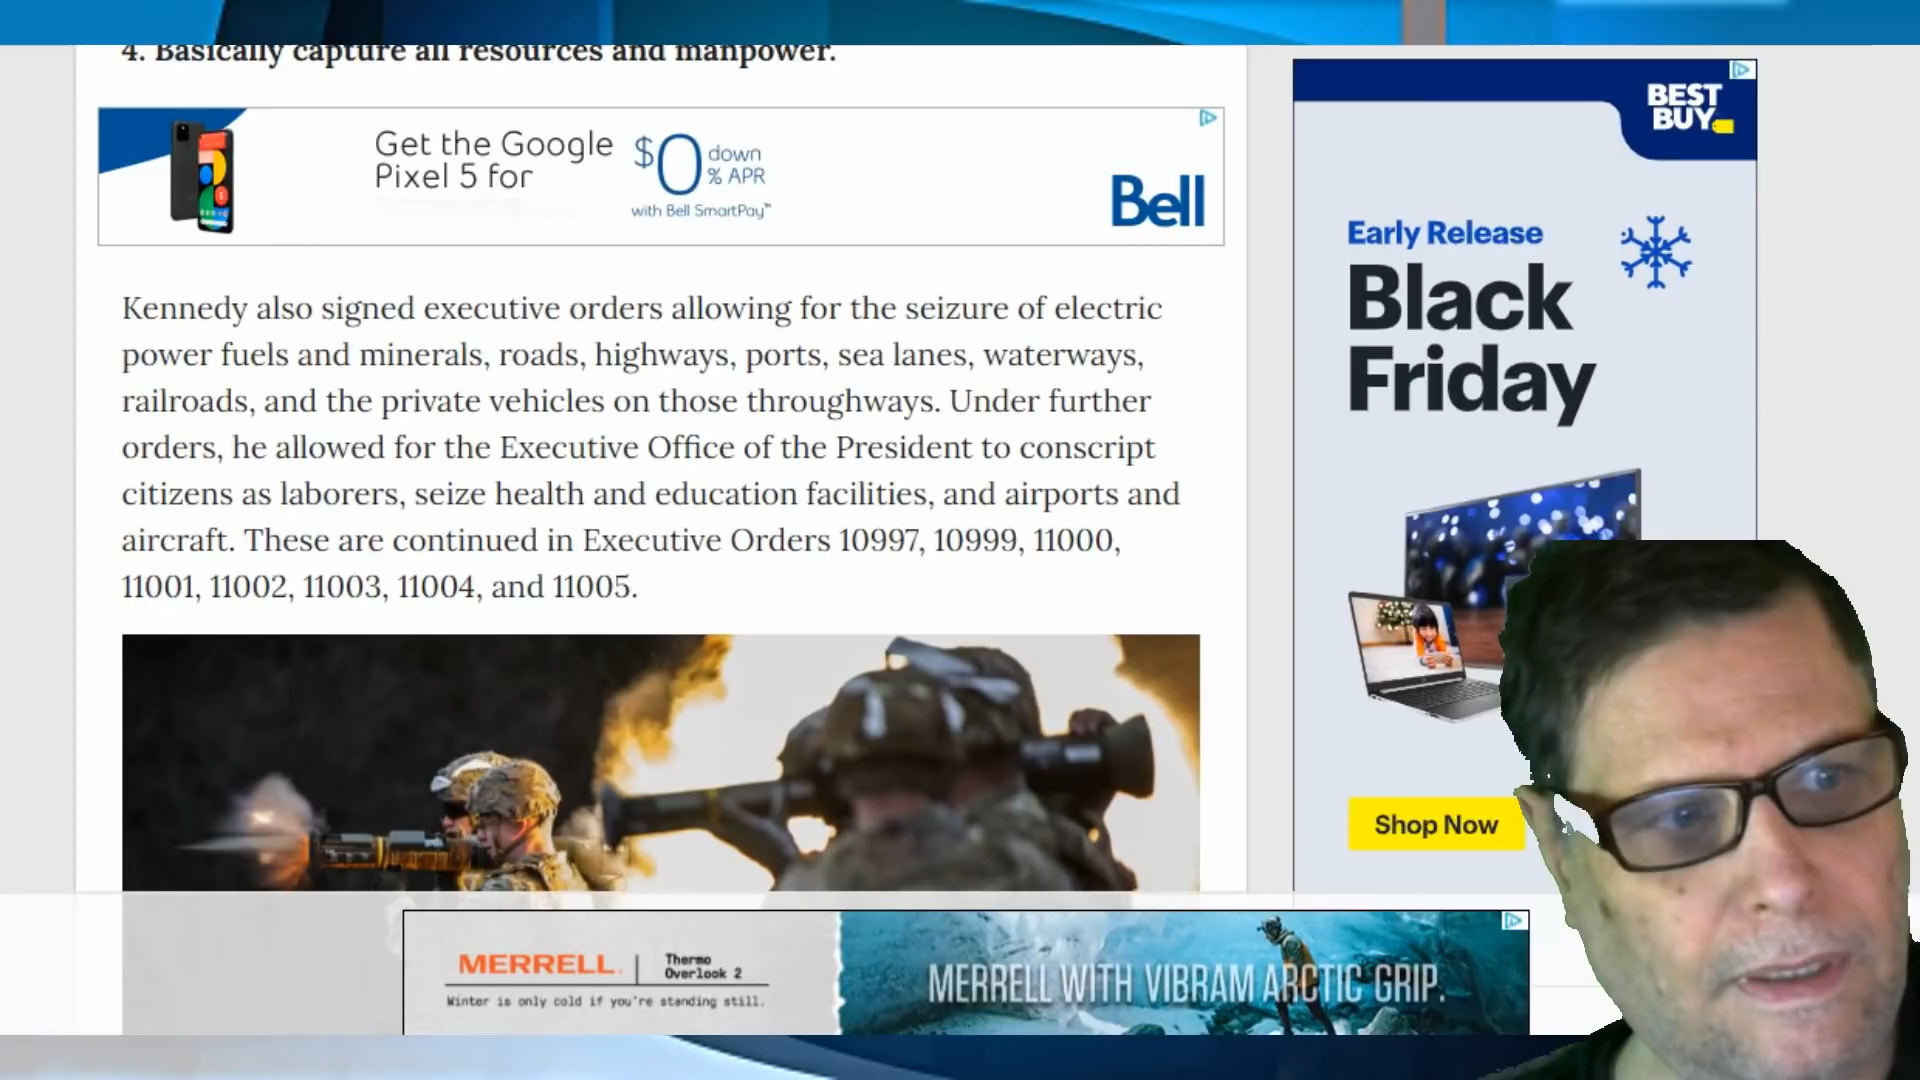 4. Basically capture all resources and manpower.
Get the Google
Pixel 5 for
$0 down
% APR
with Bell SmartPay™
Bell
Kennedy also signed executive orders allowing for the seizure of electric
power fuels and minerals, roads, highways, ports, sea lanes, waterways,
railroads, and the private vehicles on those throughways. Under further
orders, he allowed for the Executive Office of the President to conscript
citizens as laborers, seize health and education facilities, and airports and
aircraft. These are continued in Executive Orders 10997, 10999, 11000,
11001, 11002, 11003, 11004, and 11005.
BEST
BUY
Early Release
Black
Friday
Shop Now
MERRELL
Thermo
Overlook 2
Winter is only cold if you're standing still.
MERRELL WITH VIBRAM ARCTIC GRIP.